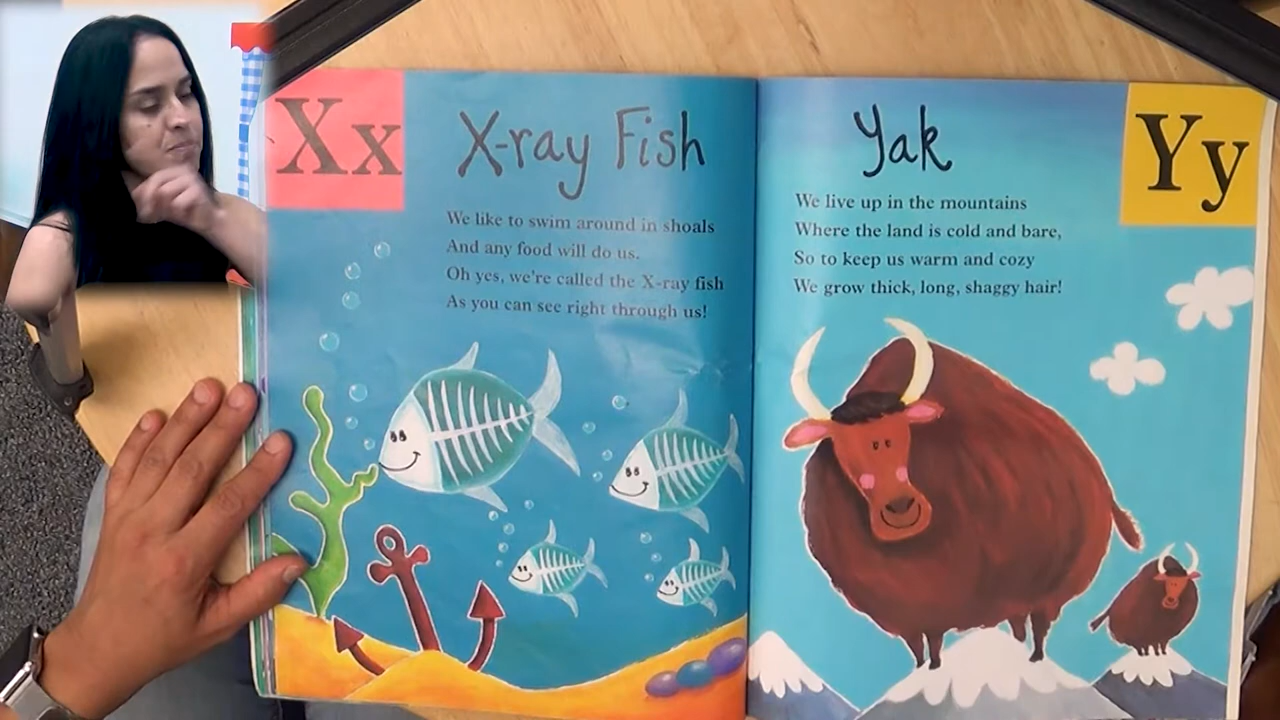 Xx
X-ray Fish
We like to swim around in shoals
And any food will do us.
Oh yes, we're called the X-ray fish
As you can see right through us!
Yak
Yy
We live up in the mountains
Where the land is cold and bare,
So to keep us warm and cozy
We grow thick, long, shaggy hair!